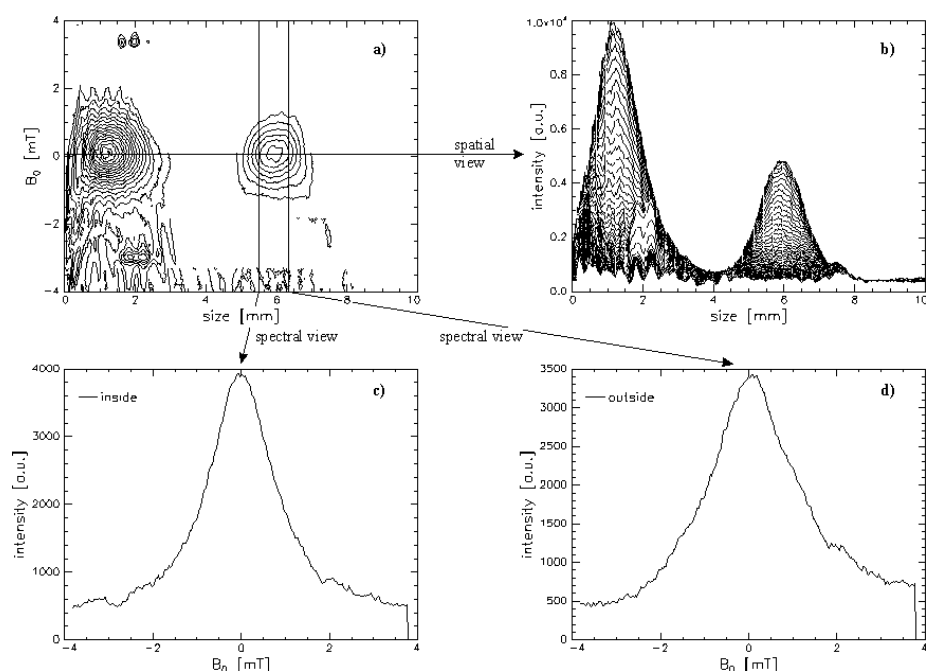 a)
4
2
0
−2
−4
B0 [mT]
0 2 4 6 8 10
size [mm]
spatial
view
b)
1.0×10⁴
0.8
0.6
0.4
0.2
0.0
intensity [a.u.]
0 2 4 6 8 10
size [mm]
spectral view
spectral view
c)
inside
4000
3000
2000
1000
0
intensity [a.u.]
−4 −2 0 2 4
B0 [mT]
d)
outside
3500
3000
2500
2000
1500
1000
500
0
intensity [a.u.]
−4 −2 0 2 4
B0 [mT]